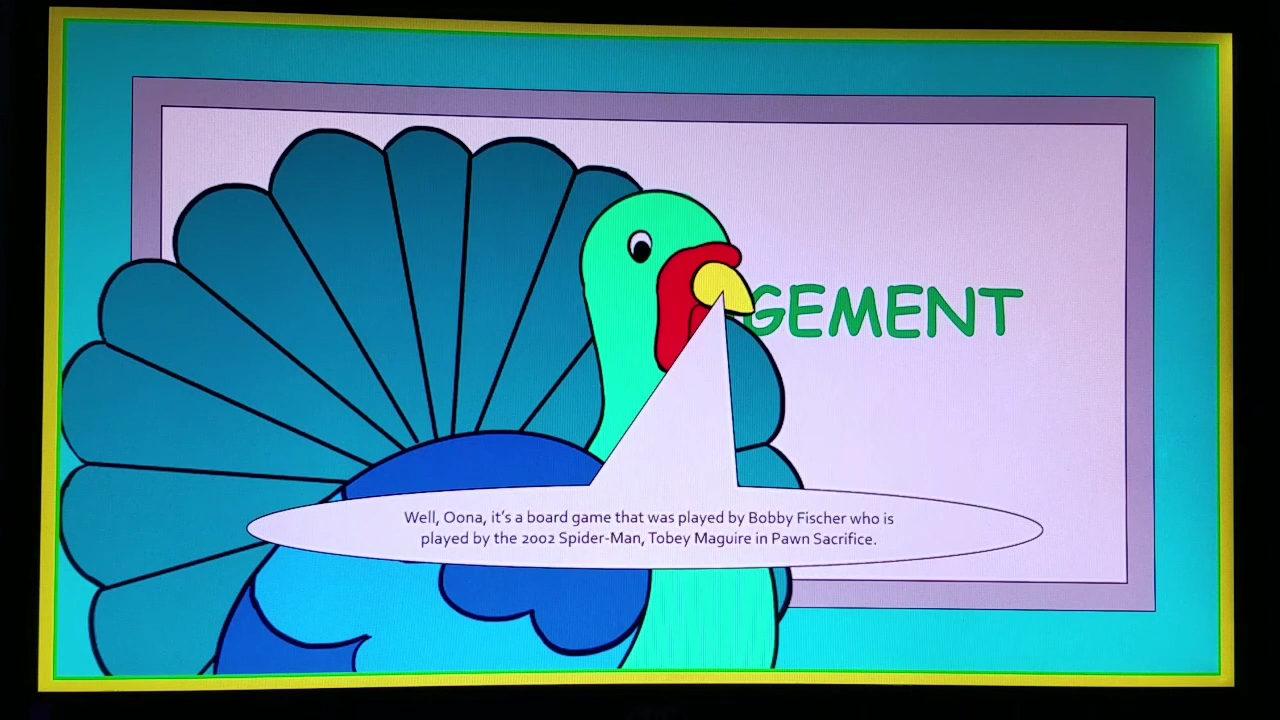 GEMENT
Well, Oona, it's a board game that was played by Bobby Fischer who is
played by the 2002 Spider-Man, Tobey Maguire in Pawn Sacrifice.